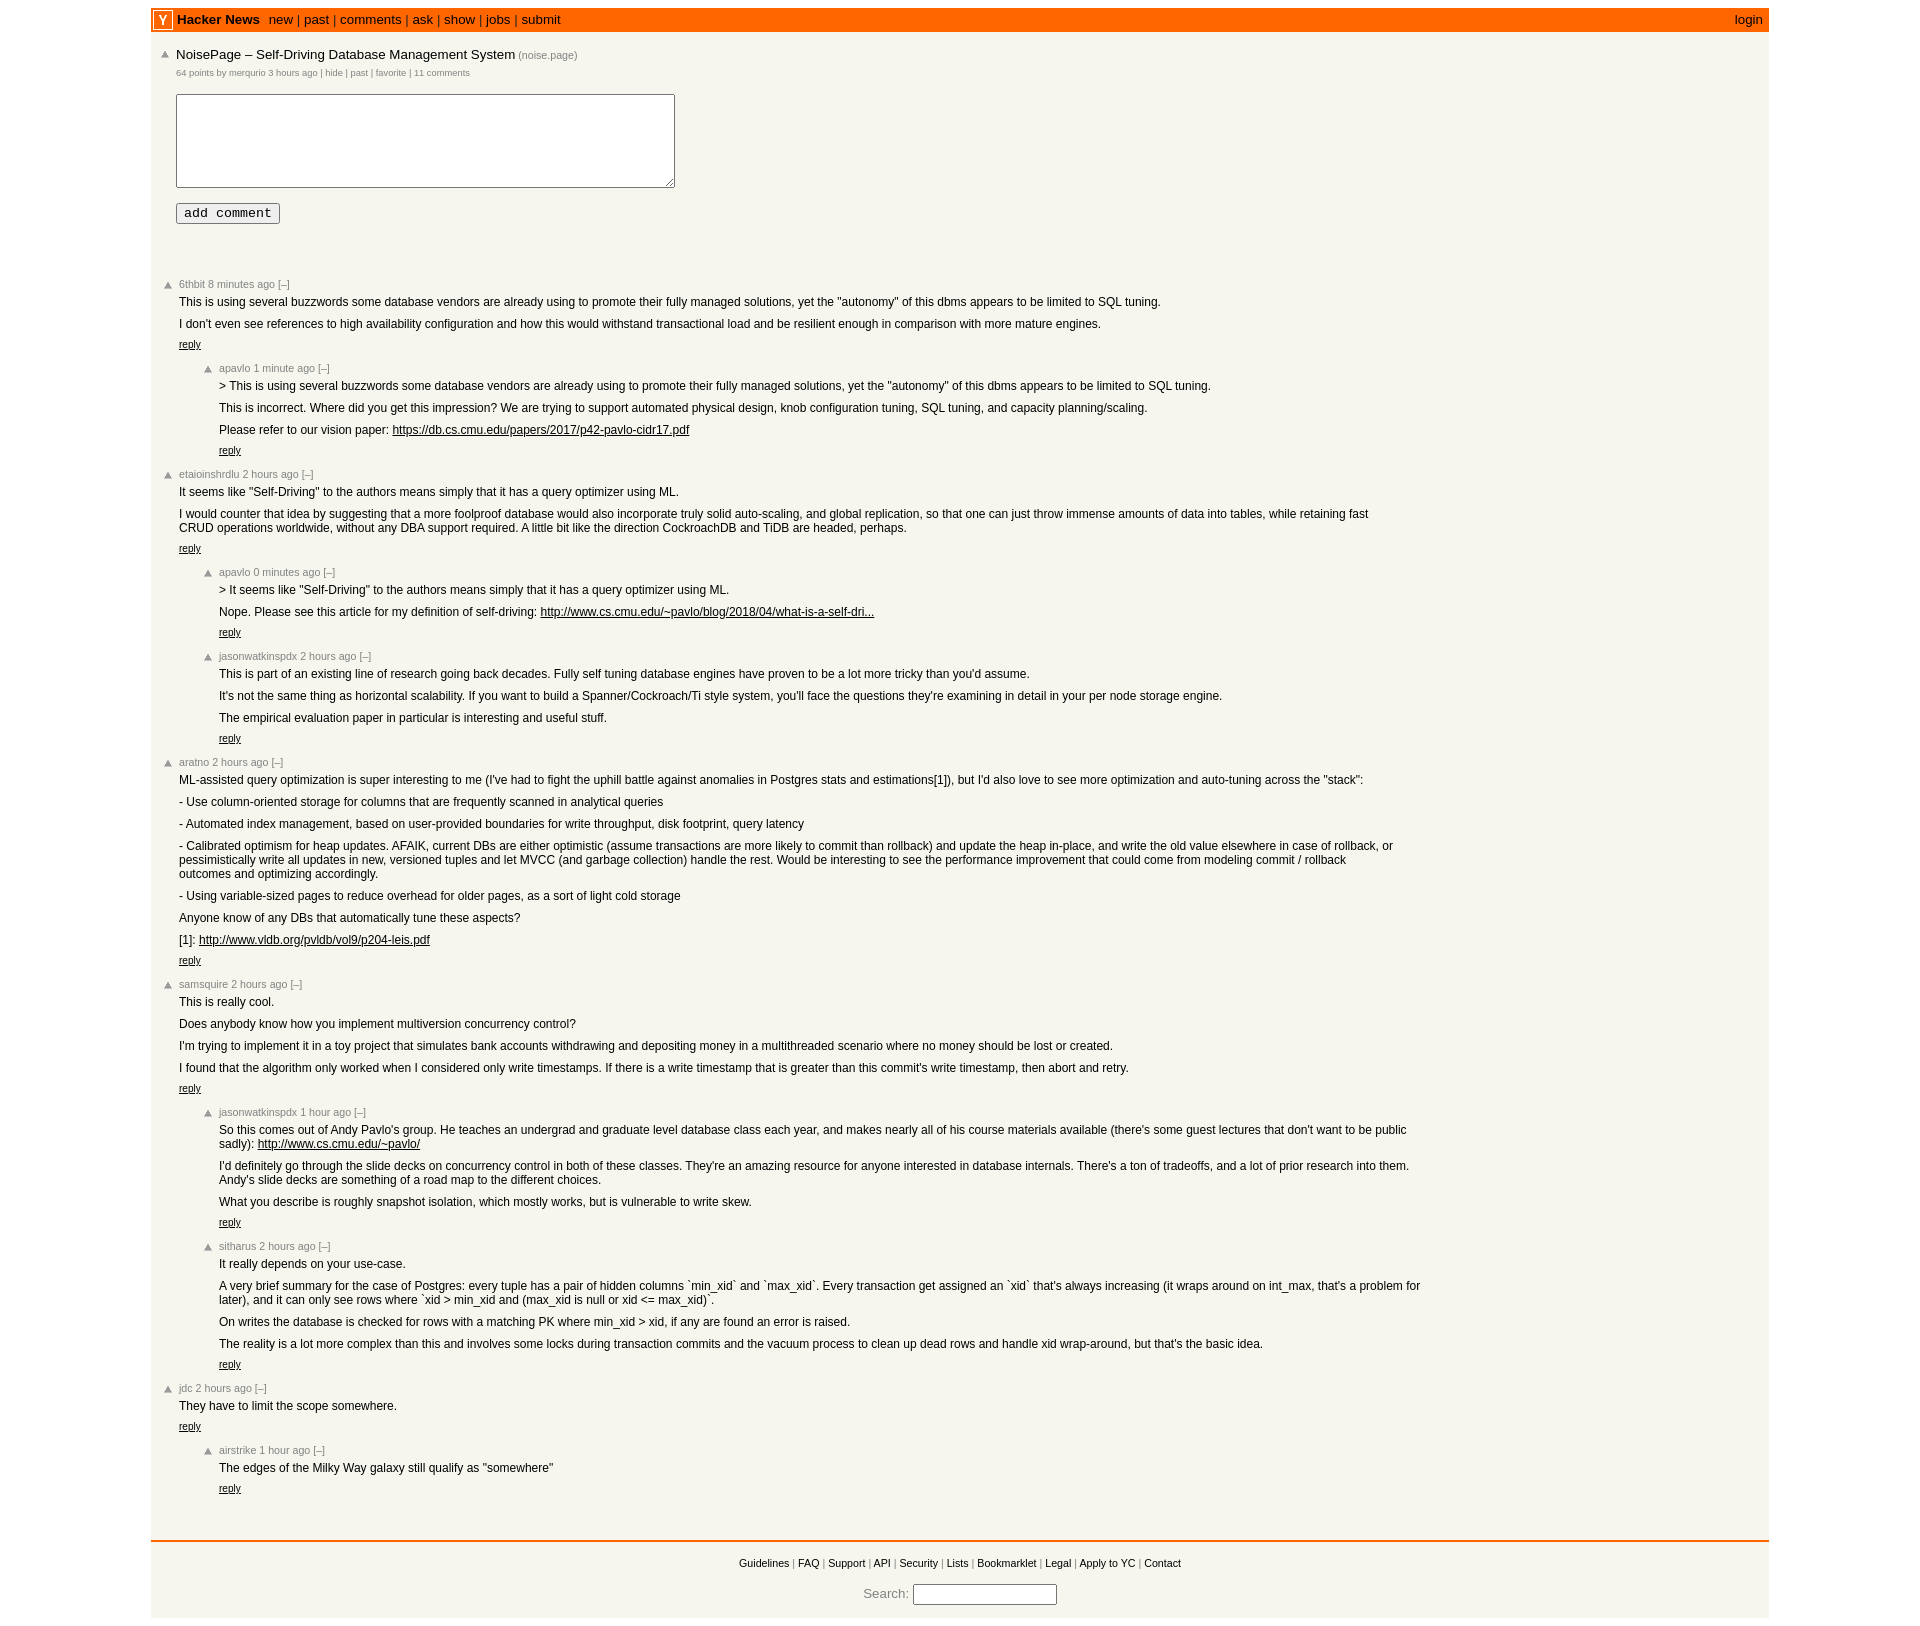 Y Hacker News new | past | comments | ask | show | jobs | submit login
NoisePage – Self-Driving Database Management System (noise.page)
64 points by merqurio 3 hours ago | hide | past | favorite | 11 comments
add comment
6thbit 8 minutes ago [–]
This is using several buzzwords some database vendors are already using to promote their fully managed solutions, yet the "autonomy" of this dbms appears to be limited to SQL tuning.
I don't even see references to high availability configuration and how this would withstand transactional load and be resilient enough in comparison with more mature engines.
reply
apavlo 1 minute ago [–]
> This is using several buzzwords some database vendors are already using to promote their fully managed solutions, yet the "autonomy" of this dbms appears to be limited to SQL tuning.
This is incorrect. Where did you get this impression? We are trying to support automated physical design, knob configuration tuning, SQL tuning, and capacity planning/scaling.
Please refer to our vision paper: https://db.cs.cmu.edu/papers/2017/p42-pavlo-cidr17.pdf
reply
etaioinshrdlu 2 hours ago [–]
It seems like "Self-Driving" to the authors means simply that it has a query optimizer using ML.
I would counter that idea by suggesting that a more foolproof database would also incorporate truly solid auto-scaling, and global replication, so that one can just throw immense amounts of data into tables, while retaining fast
CRUD operations worldwide, without any DBA support required. A little bit like the direction CockroachDB and TiDB are headed, perhaps.
reply
apavlo 0 minutes ago [–]
> It seems like "Self-Driving" to the authors means simply that it has a query optimizer using ML.
Nope. Please see this article for my definition of self-driving: http://www.cs.cmu.edu/~pavlo/blog/2018/04/what-is-a-self-dri...
reply
jasonwatkinspdx 2 hours ago [–]
This is part of an existing line of research going back decades. Fully self tuning database engines have proven to be a lot more tricky than you'd assume.
It's not the same thing as horizontal scalability. If you want to build a Spanner/Cockroach/Ti style system, you'll face the questions they're examining in detail in your per node storage engine.
The empirical evaluation paper in particular is interesting and useful stuff.
reply
aratno 2 hours ago [–]
ML-assisted query optimization is super interesting to me (I've had to fight the uphill battle against anomalies in Postgres stats and estimations[1]), but I'd also love to see more optimization and auto-tuning across the "stack":
- Use column-oriented storage for columns that are frequently scanned in analytical queries
- Automated index management, based on user-provided boundaries for write throughput, disk footprint, query latency
- Calibrated optimism for heap updates. AFAIK, current DBs are either optimistic (assume transactions are more likely to commit than rollback) and update the heap in-place, and write the old value elsewhere in case of rollback, or
pessimistically write all updates in new, versioned tuples and let MVCC (and garbage collection) handle the rest. Would be interesting to see the performance improvement that could come from modeling commit / rollback
outcomes and optimizing accordingly.
- Using variable-sized pages to reduce overhead for older pages, as a sort of light cold storage
Anyone know of any DBs that automatically tune these aspects?
[1]: http://www.vldb.org/pvldb/vol9/p204-leis.pdf
reply
samsquire 2 hours ago [–]
This is really cool.
Does anybody know how you implement multiversion concurrency control?
I'm trying to implement it in a toy project that simulates bank accounts withdrawing and depositing money in a multithreaded scenario where no money should be lost or created.
I found that the algorithm only worked when I considered only write timestamps. If there is a write timestamp that is greater than this commit's write timestamp, then abort and retry.
reply
jasonwatkinspdx 1 hour ago [–]
So this comes out of Andy Pavlo's group. He teaches an undergrad and graduate level database class each year, and makes nearly all of his course materials available (there's some guest lectures that don't want to be public
sadly): http://www.cs.cmu.edu/~pavlo/
I'd definitely go through the slide decks on concurrency control in both of these classes. They're an amazing resource for anyone interested in database internals. There's a ton of tradeoffs, and a lot of prior research into them.
Andy's slide decks are something of a road map to the different choices.
What you describe is roughly snapshot isolation, which mostly works, but is vulnerable to write skew.
reply
sitharus 2 hours ago [–]
It really depends on your use-case.
A very brief summary for the case of Postgres: every tuple has a pair of hidden columns `min_xid` and `max_xid`. Every transaction get assigned an `xid` that's always increasing (it wraps around on int_max, that's a problem for
later), and it can only see rows where `xid > min_xid and (max_xid is null or xid <= max_xid)`.
On writes the database is checked for rows with a matching PK where min_xid > xid, if any are found an error is raised.
The reality is a lot more complex than this and involves some locks during transaction commits and the vacuum process to clean up dead rows and handle xid wrap-around, but that's the basic idea.
reply
jdc 2 hours ago [–]
They have to limit the scope somewhere.
reply
airstrike 1 hour ago [–]
The edges of the Milky Way galaxy still qualify as "somewhere"
reply
Guidelines | FAQ | Support | API | Security | Lists | Bookmarklet | Legal | Apply to YC | Contact
Search: